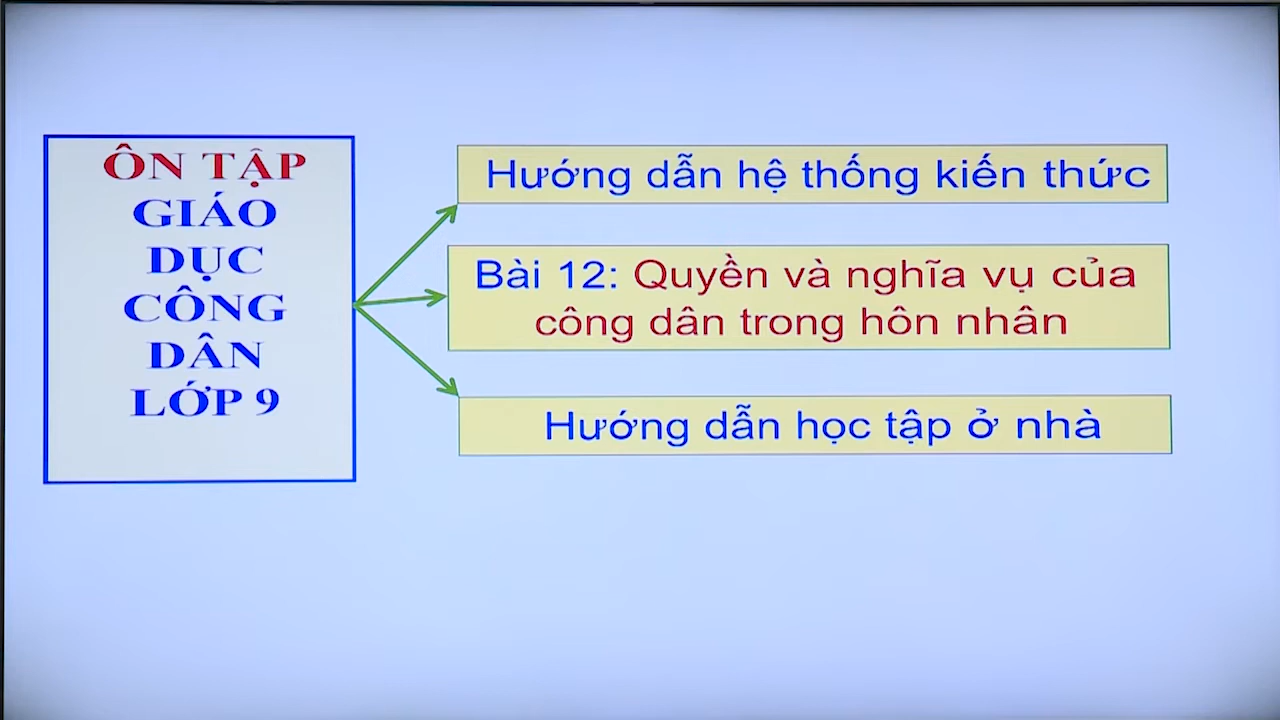 ÔN TẬP
GIÁO
DỤC
CÔNG
DÂN
LỚP 9
Hướng dẫn hệ thống kiến thức
Bài 12: Quyền và nghĩa vụ của
công dân trong hôn nhân
Hướng dẫn học tập ở nhà